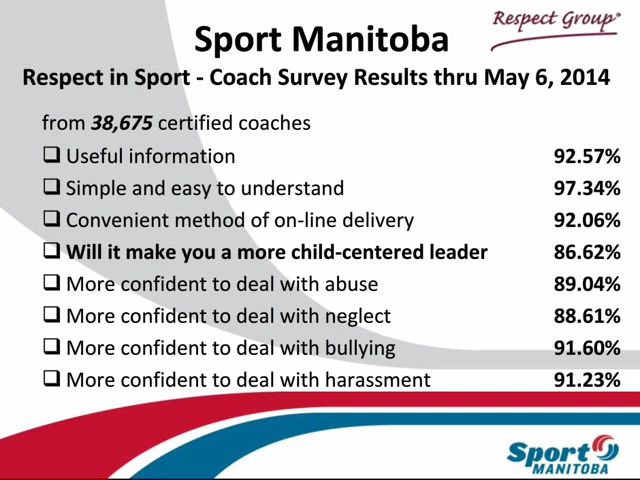 Respect Group
Sport Manitoba
Respect in Sport - Coach Survey Results thru May 6, 2014
from 38,675 certified coaches
Useful information 92.57%
Simple and easy to understand 97.34%
Convenient method of on-line delivery 92.06%
Will it make you a more child-centered leader 86.62%
More confident to deal with abuse 89.04%
More confident to deal with neglect 88.61%
More confident to deal with bullying 91.60%
More confident to deal with harassment 91.23%
Sport
MANITOBA